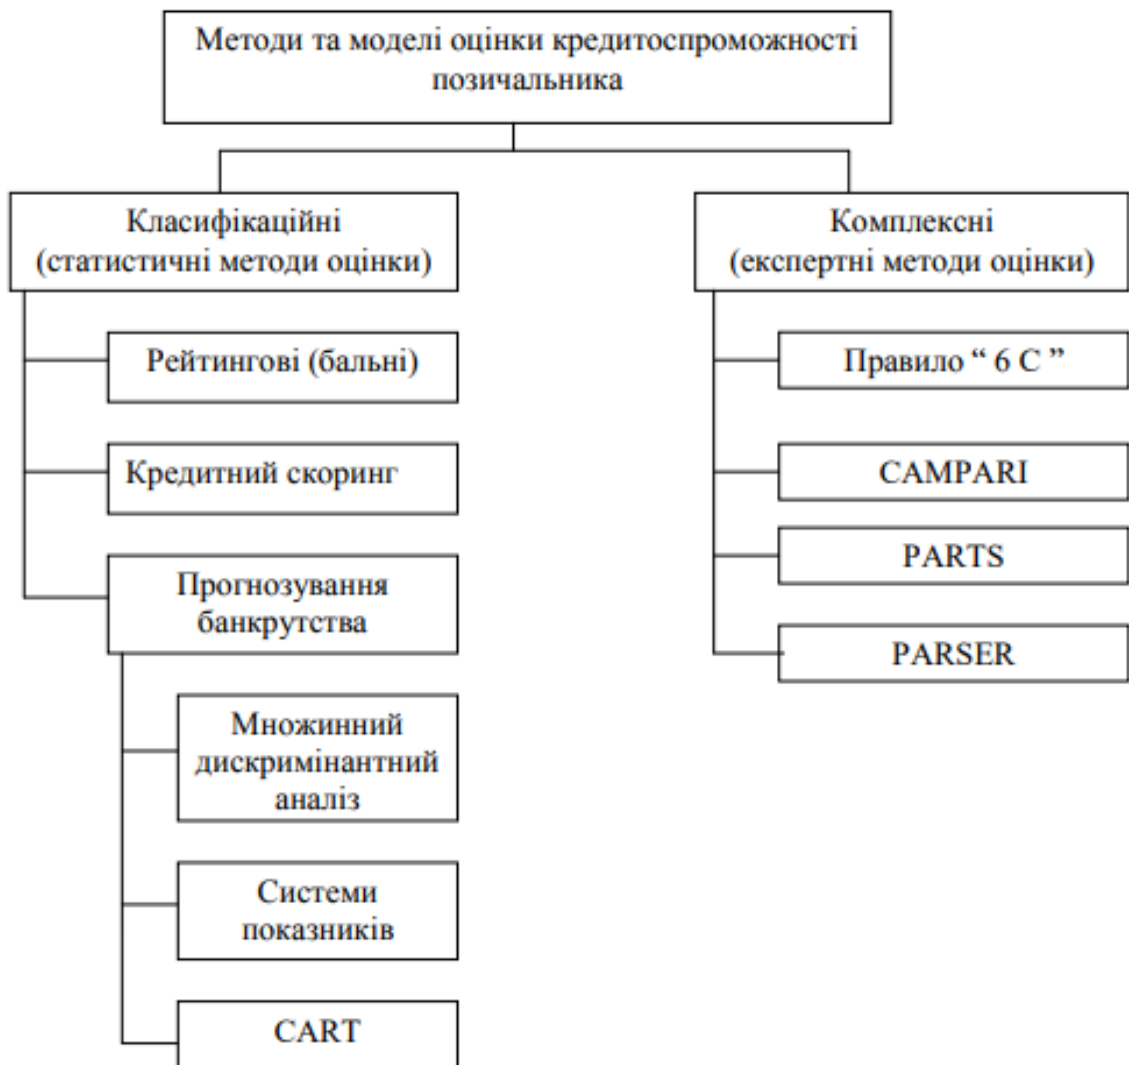 Методи та моделі оцінки кредитоспроможності
позичальника
Класифікаційні
(статистичні методи оцінки)
Рейтингові (бальні)
Кредитний скоринг
Прогнозування
банкрутства
Множинний
дискримінантний
аналіз
Системи
показників
CART
Комплексні
(експертні методи оцінки)
Правило “ 6 С ”
CAMPARI
PARTS
PARSER